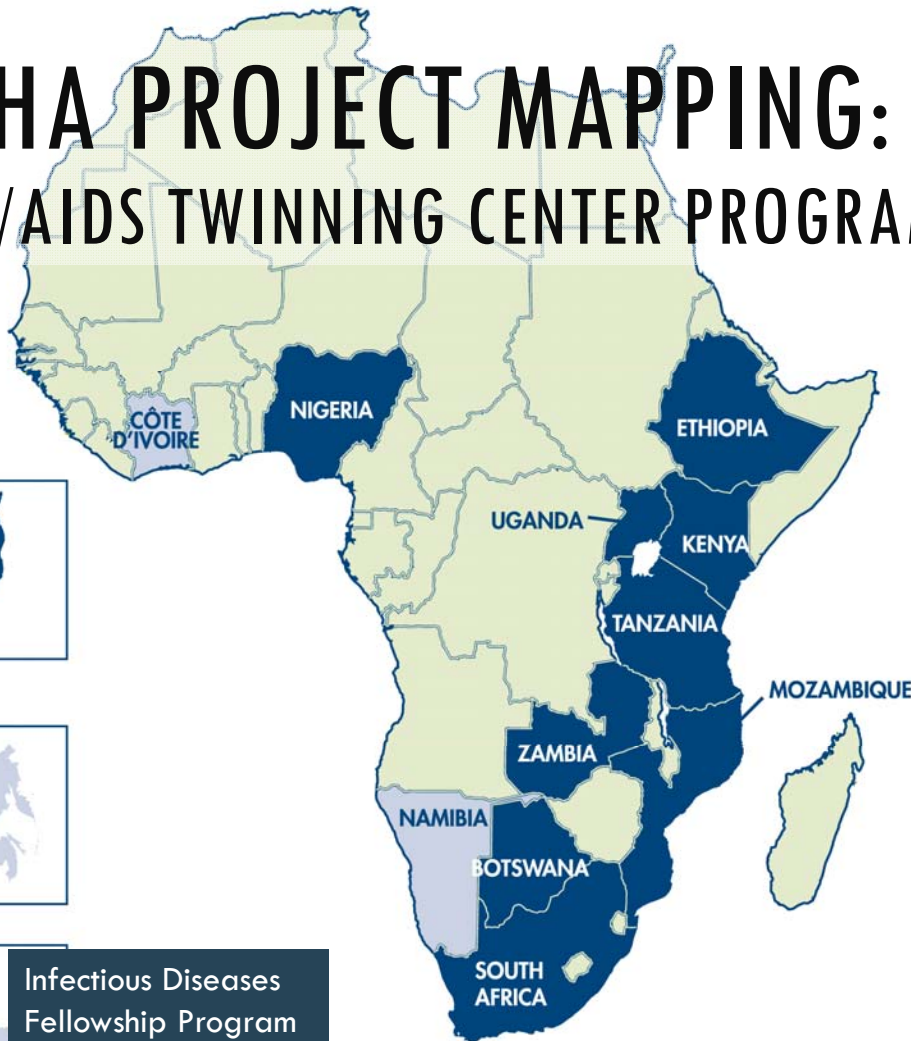 HA PROJECT MAPPING:
/AIDS TWINNING CENTER PROGRA
CÔTE
D'IVOIRE
NIGERIA
ETHIOPIA
UGANDA
KENYA
TANZANIA
MOZAMBIQUE
ZAMBIA
NAMIBIA
BOTSWANA
SOUTH
AFRICA
Infectious Diseases
Fellowship Program